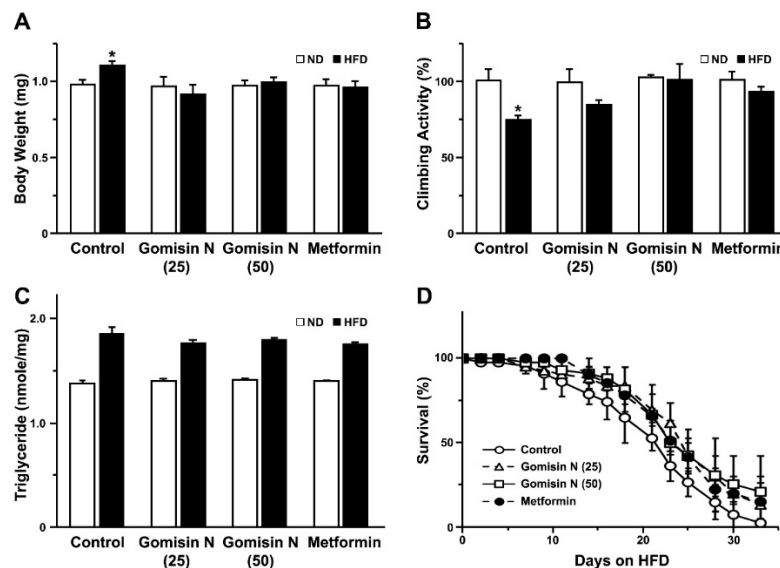 A
ND HFD
*
Body Weight (mg)
1.0
0.5
0
Control Gomisin N (25) Gomisin N (50) Metformin
B
ND HFD
*
Climbing Activity (%)
100
50
0
Control Gomisin N (25) Gomisin N (50) Metformin
C
ND HFD
Triglyceride (nmole/mg)
2.0
1.0
0
Control Gomisin N (25) Gomisin N (50) Metformin
D
Survival (%)
100
50
0
Control
Gomisin N (25)
Gomisin N (50)
Metformin
0 10 20 30
Days on HFD